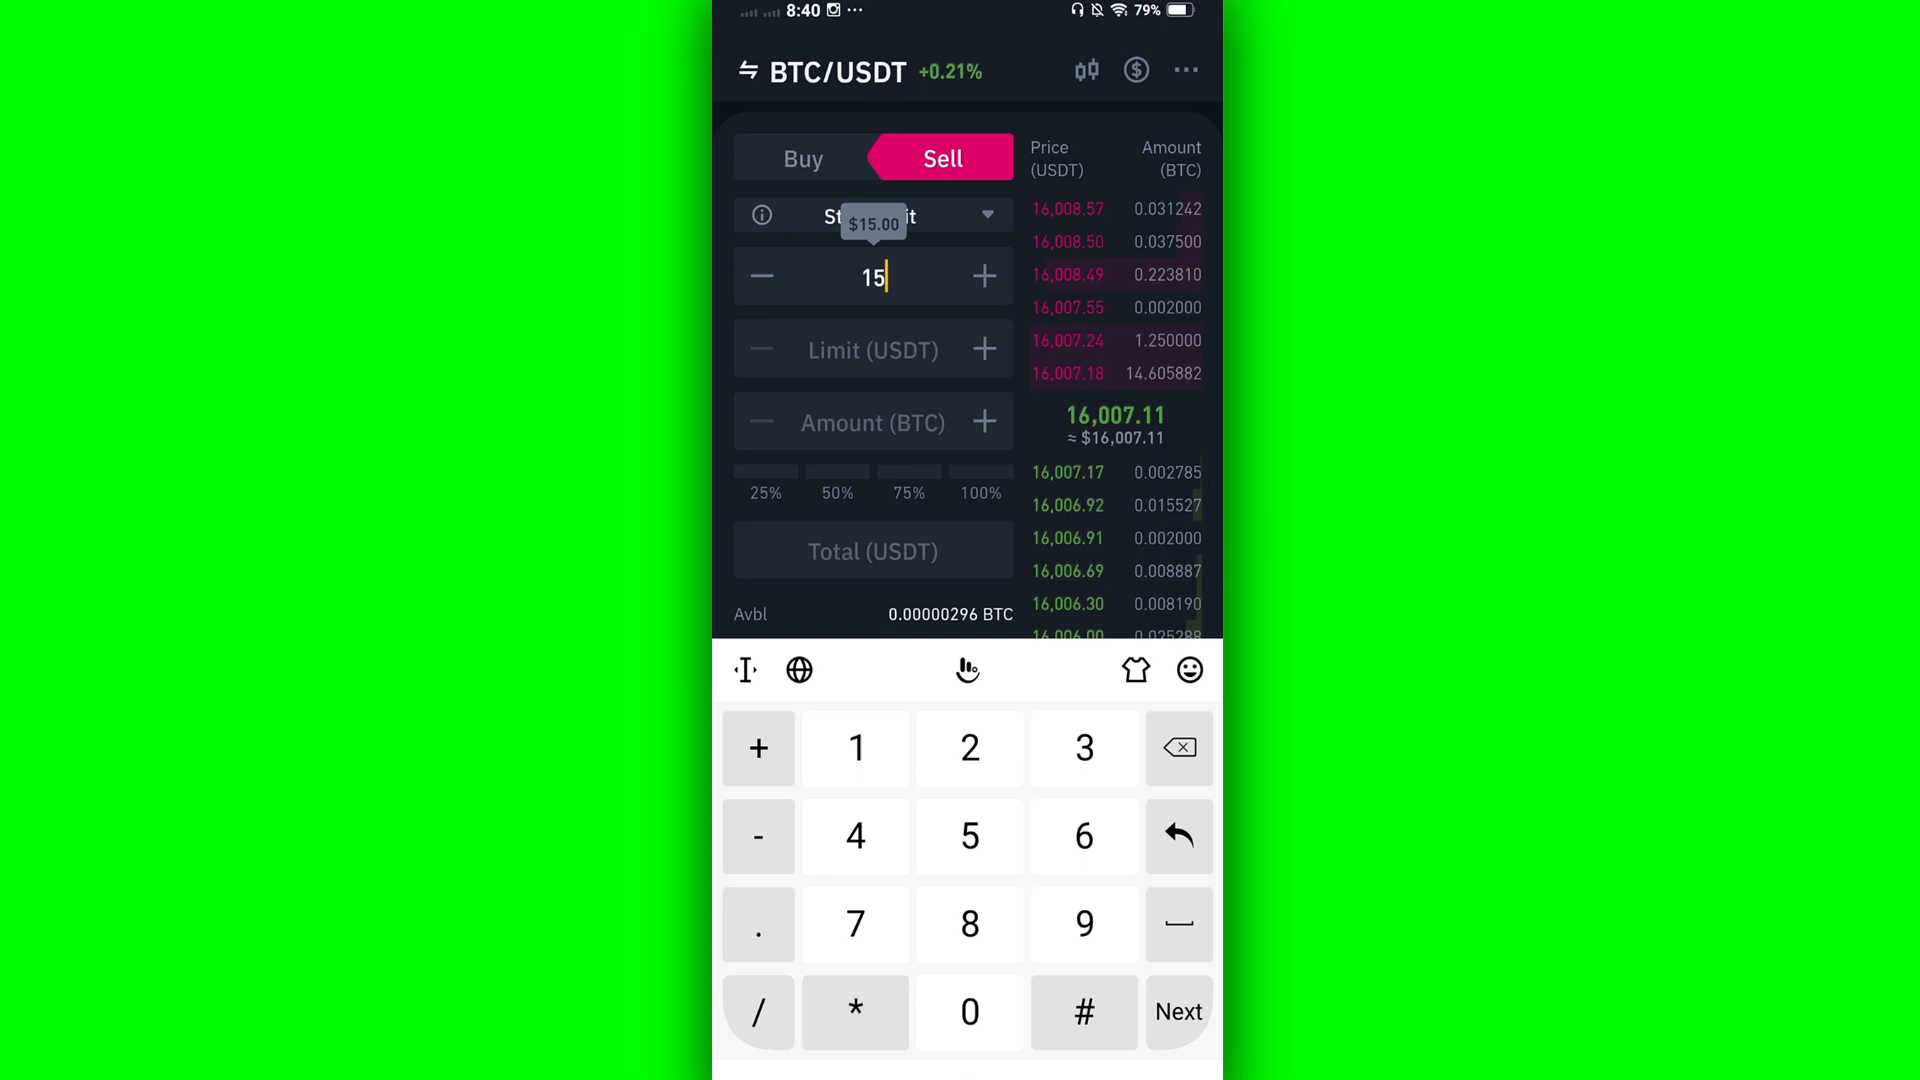 8:40 79%
BTC/USDT +0.21%
Buy Sell
Price (USDT) Amount (BTC)
St it
$15.00
15
Limit (USDT)
Amount (BTC)
25% 50% 75% 100%
Total (USDT)
Avbl 0.00000296 BTC
16,008.57 0.031242
16,008.50 0.037500
16,008.49 0.223810
16,007.55 0.002000
16,007.24 1.250000
16,007.18 14.605882
16,007.11
≈ $16,007.11
16,007.17 0.002785
16,006.92 0.015527
16,006.91 0.002000
16,006.69 0.008887
16,006.30 0.008190
16,006.00 0.025288
+ 1 2 3
- 4 5 6
. 7 8 9
/ * 0 # Next